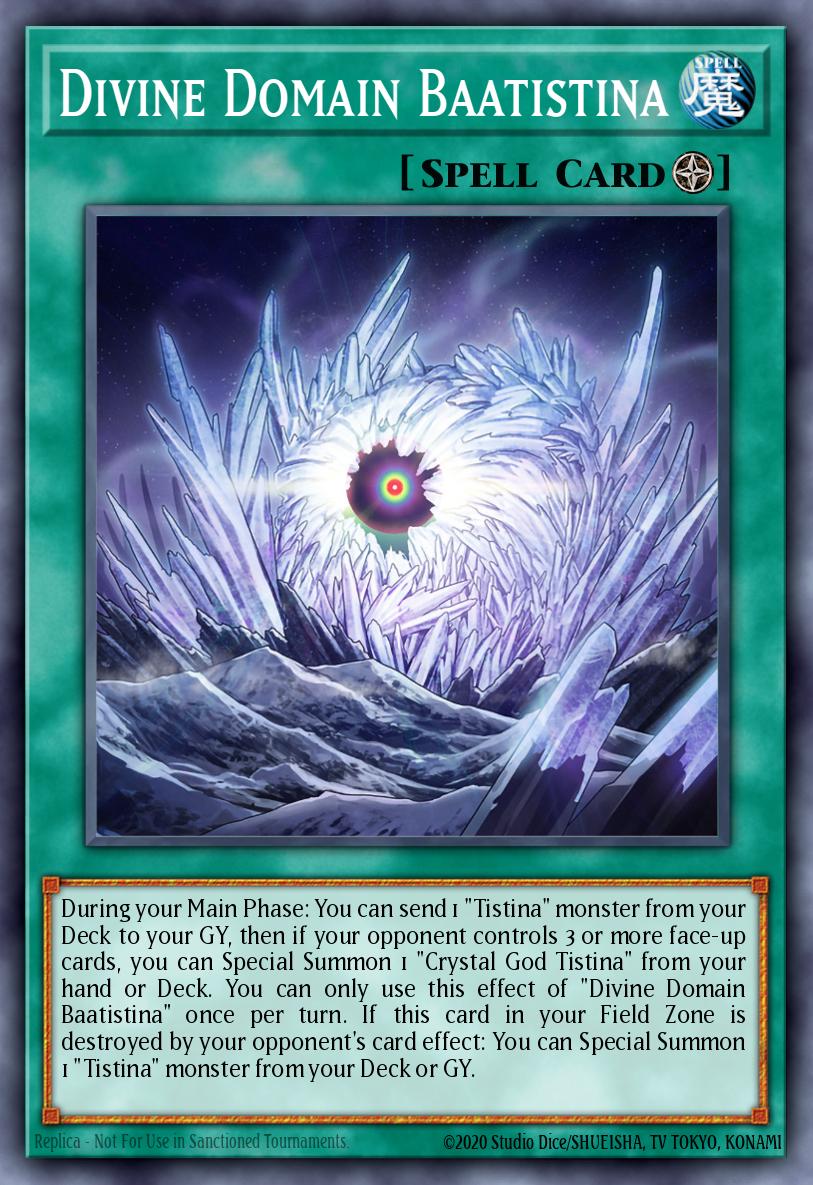 DIVINE DOMAIN BAATISTINA
SPELL
魔
[SPELL CARD]
During your Main Phase: You can send 1 "Tistina" monster from your
Deck to your GY, then if your opponent controls 3 or more face-up
cards, you can Special Summon 1 "Crystal God Tistina" from your
hand or Deck. You can only use this effect of "Divine Domain
Baatistina" once per turn. If this card in your Field Zone is
destroyed by your opponent's card effect: You can Special Summon
1 "Tistina" monster from your Deck or GY.
Replica - Not For Use in Sanctioned Tournaments.
©2020 Studio Dice/SHUEISHA, TV TOKYO, KONAMI